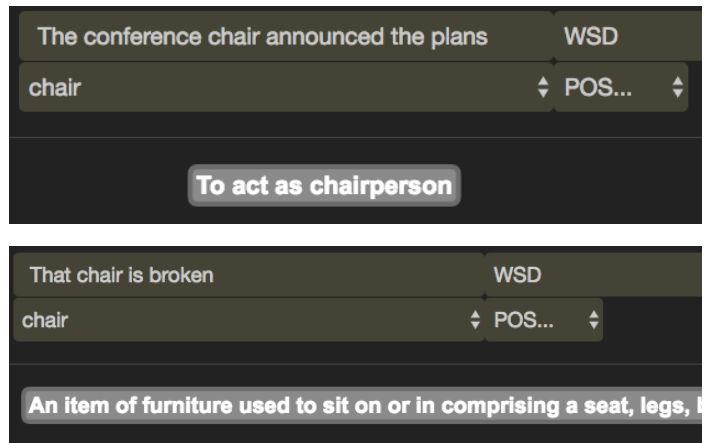 The conference chair announced the plans WSD
chair POS...
To act as chairperson
That chair is broken WSD
chair POS...
An item of furniture used to sit on or in comprising a seat, legs,